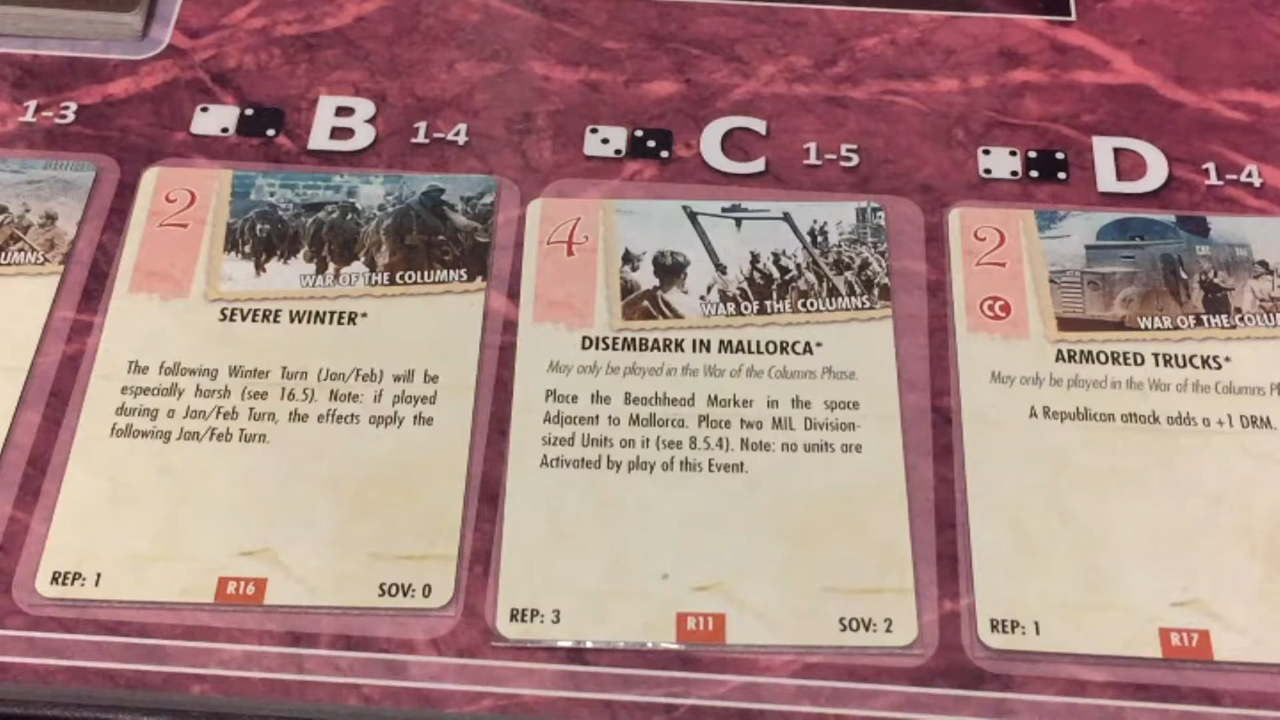 1-3
B 1-4
C 1-5
D 1-4
UMNS
2
WAR OF THE COLUMNS
SEVERE WINTER*
The following Winter Turn (Jan/Feb) will be
especially harsh (see 16.5). Note: if played
during a Jan/Feb Turn, the effects apply the
following Jan/Feb Turn.
REP: 1
R16
SOV: 0
4
WAR OF THE COLUMNS
DISEMBARK IN MALLORCA*
May only be played in the War of the Columns Phase.
Place the Beachhead Marker in the space
Adjacent to Mallorca. Place two MIL Division-
sized Units on it (see 8.5.4). Note: no units are
Activated by play of this Event.
REP: 3
R11
SOV: 2
2
CC
WAR OF THE COLU
ARMORED TRUCKS*
May only be played in the War of the Columns P
A Republican attack adds a +1 DRM.
REP: 1
R17